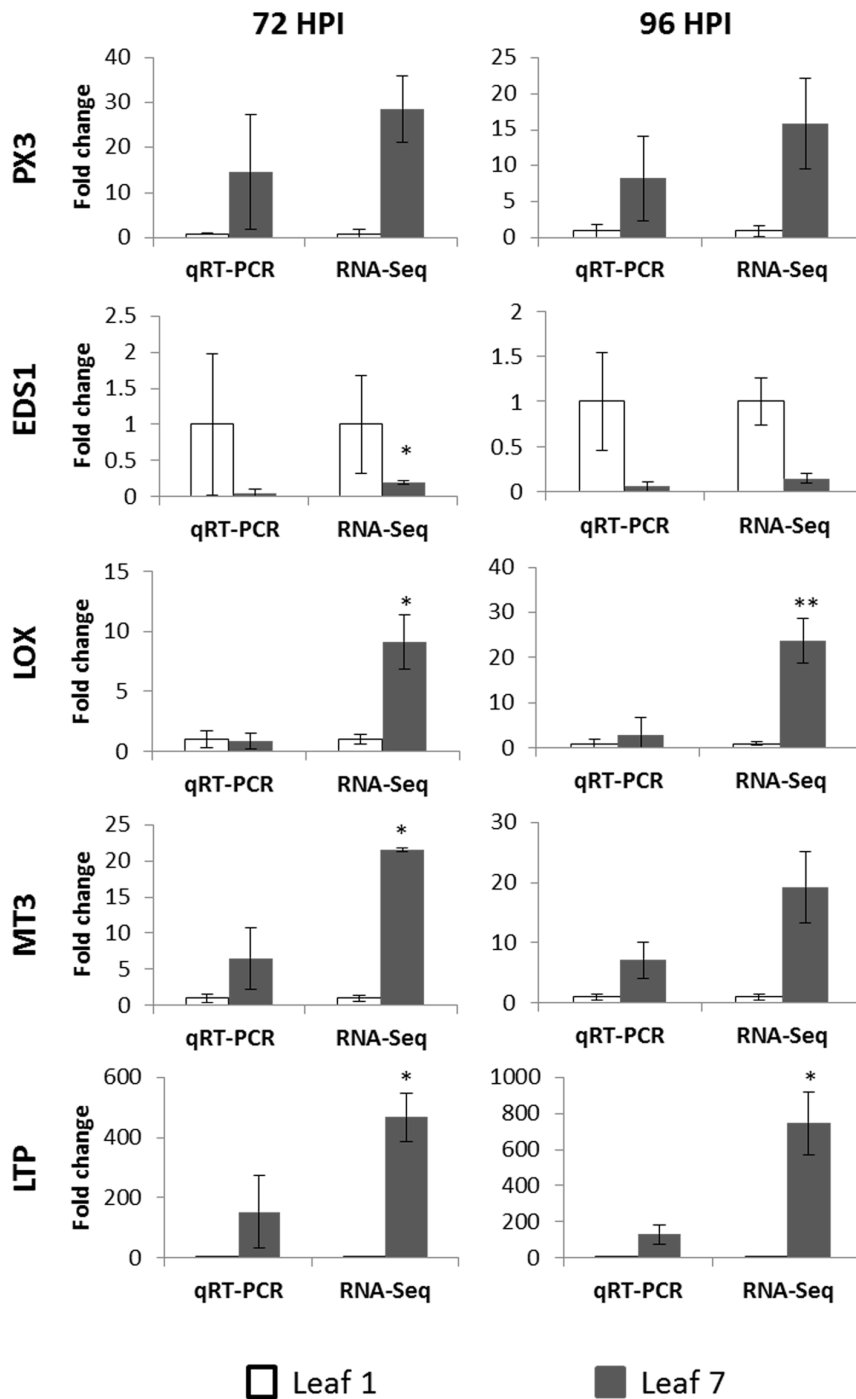 72 HPI 96 HPI
PX3
Fold change
40
30
20
10
0
qRT-PCR RNA-Seq
25
20
15
10
5
0
qRT-PCR RNA-Seq
EDS1
Fold change
2.5
2
1.5
1
0.5
0
*
qRT-PCR RNA-Seq
2
1.5
1
0.5
0
qRT-PCR RNA-Seq
LOX
Fold change
15
10
5
0
*
qRT-PCR RNA-Seq
40
30
20
10
0
**
qRT-PCR RNA-Seq
MT3
Fold change
25
20
15
10
5
0
*
qRT-PCR RNA-Seq
30
20
10
0
qRT-PCR RNA-Seq
LTP
Fold change
600
400
200
0
*
qRT-PCR RNA-Seq
1000
800
600
400
200
0
*
qRT-PCR RNA-Seq
Leaf 1 Leaf 7